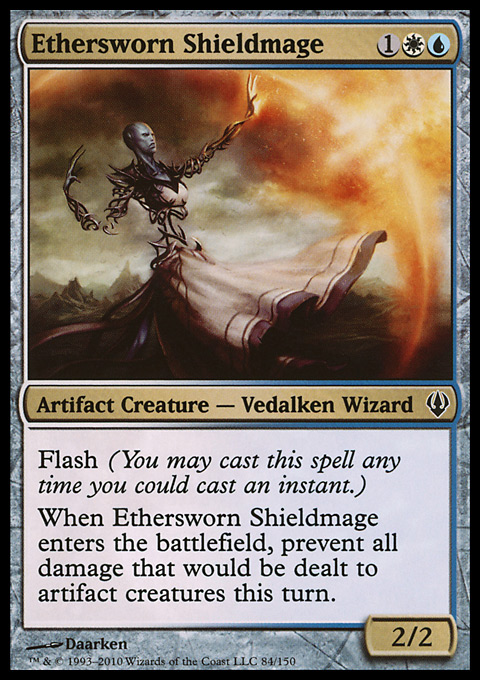 Ethersworn Shieldmage 1
Artifact Creature — Vedalken Wizard
Flash (You may cast this spell any
time you could cast an instant.)
When Ethersworn Shieldmage
enters the battlefield, prevent all
damage that would be dealt to
artifact creatures this turn.
Daarken
2/2
™ & © 1993–2010 Wizards of the Coast LLC 84/150